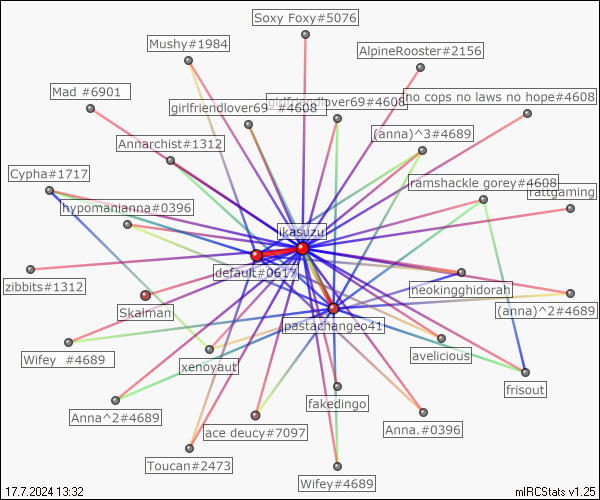 Soxy Foxy#5076
Mushy#1984
AlpineRooster#2156
Mad #6901
no cops no laws no hope#4608
girlfriendlover69 #4608
girlfriendlover69#4608
Annarchist#1312
(anna)^3#4689
Cypha#1717
ramshackle gorey#4608
rattgaming
hypomanianna#0396
ikasuzu
default#0617
zibbits#1312
neokingghidorah
Skalman
(anna)^2#4689
pastachangeo41
Wifey #4689
xenoyaut
avelicious
frisout
fakedingo
Anna^2#4689
ace deucy#7097
Anna.#0396
Toucan#2473
Wifey#4689
17.7.2024 13:32
mIRCStats v1.25